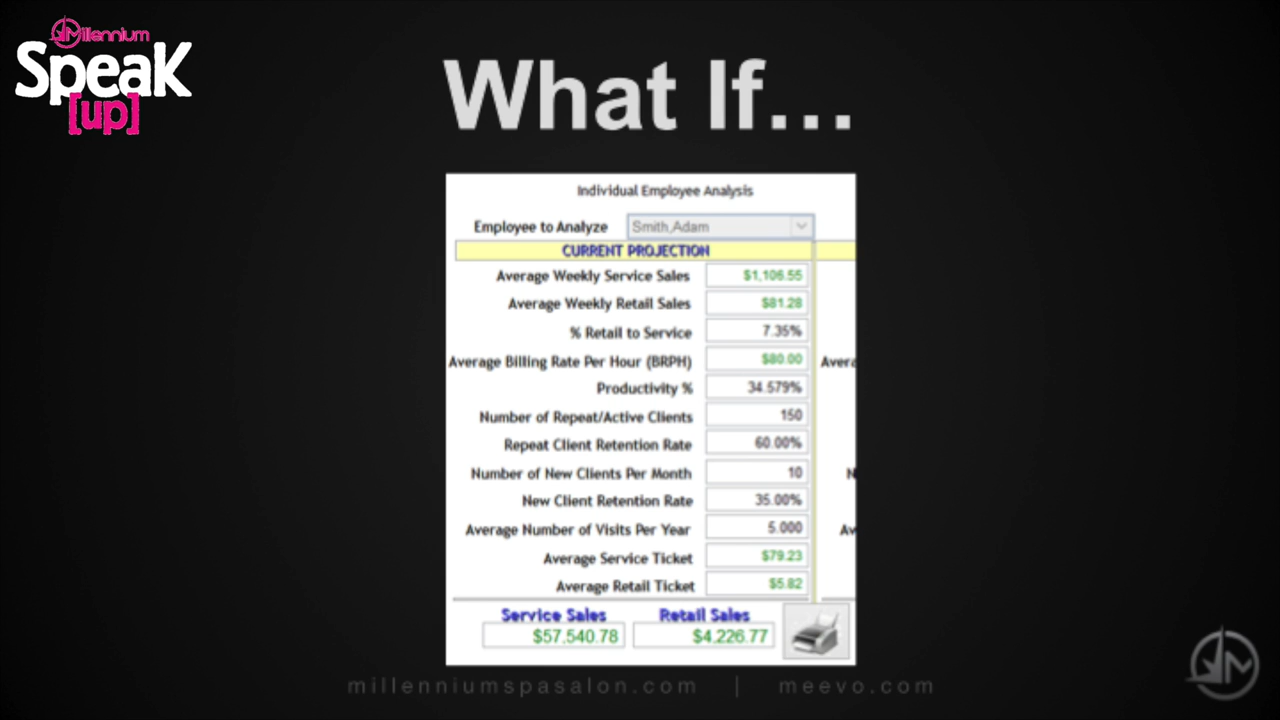 Millennium
Speak
[up]
What If...
Individual Employee Analysis
Employee to Analyze Smith,Adam
CURRENT PROJECTION
Average Weekly Service Sales $1,106.55
Average Weekly Retail Sales $81.28
% Retail to Service 7.35%
Average Billing Rate Per Hour (BRPH) $80.00 Avera
Productivity % 34.579%
Number of Repeat/Active Clients 150
Repeat Client Retention Rate 60.00%
Number of New Clients Per Month 10 N
New Client Retention Rate 35.00%
Average Number of Visits Per Year 5.000 Av
Average Service Ticket $79.23
Average Retail Ticket $5.82
Service Sales Retail Sales
$57,540.78 $4,226.77
millenniumspasalon.com | meevo.com